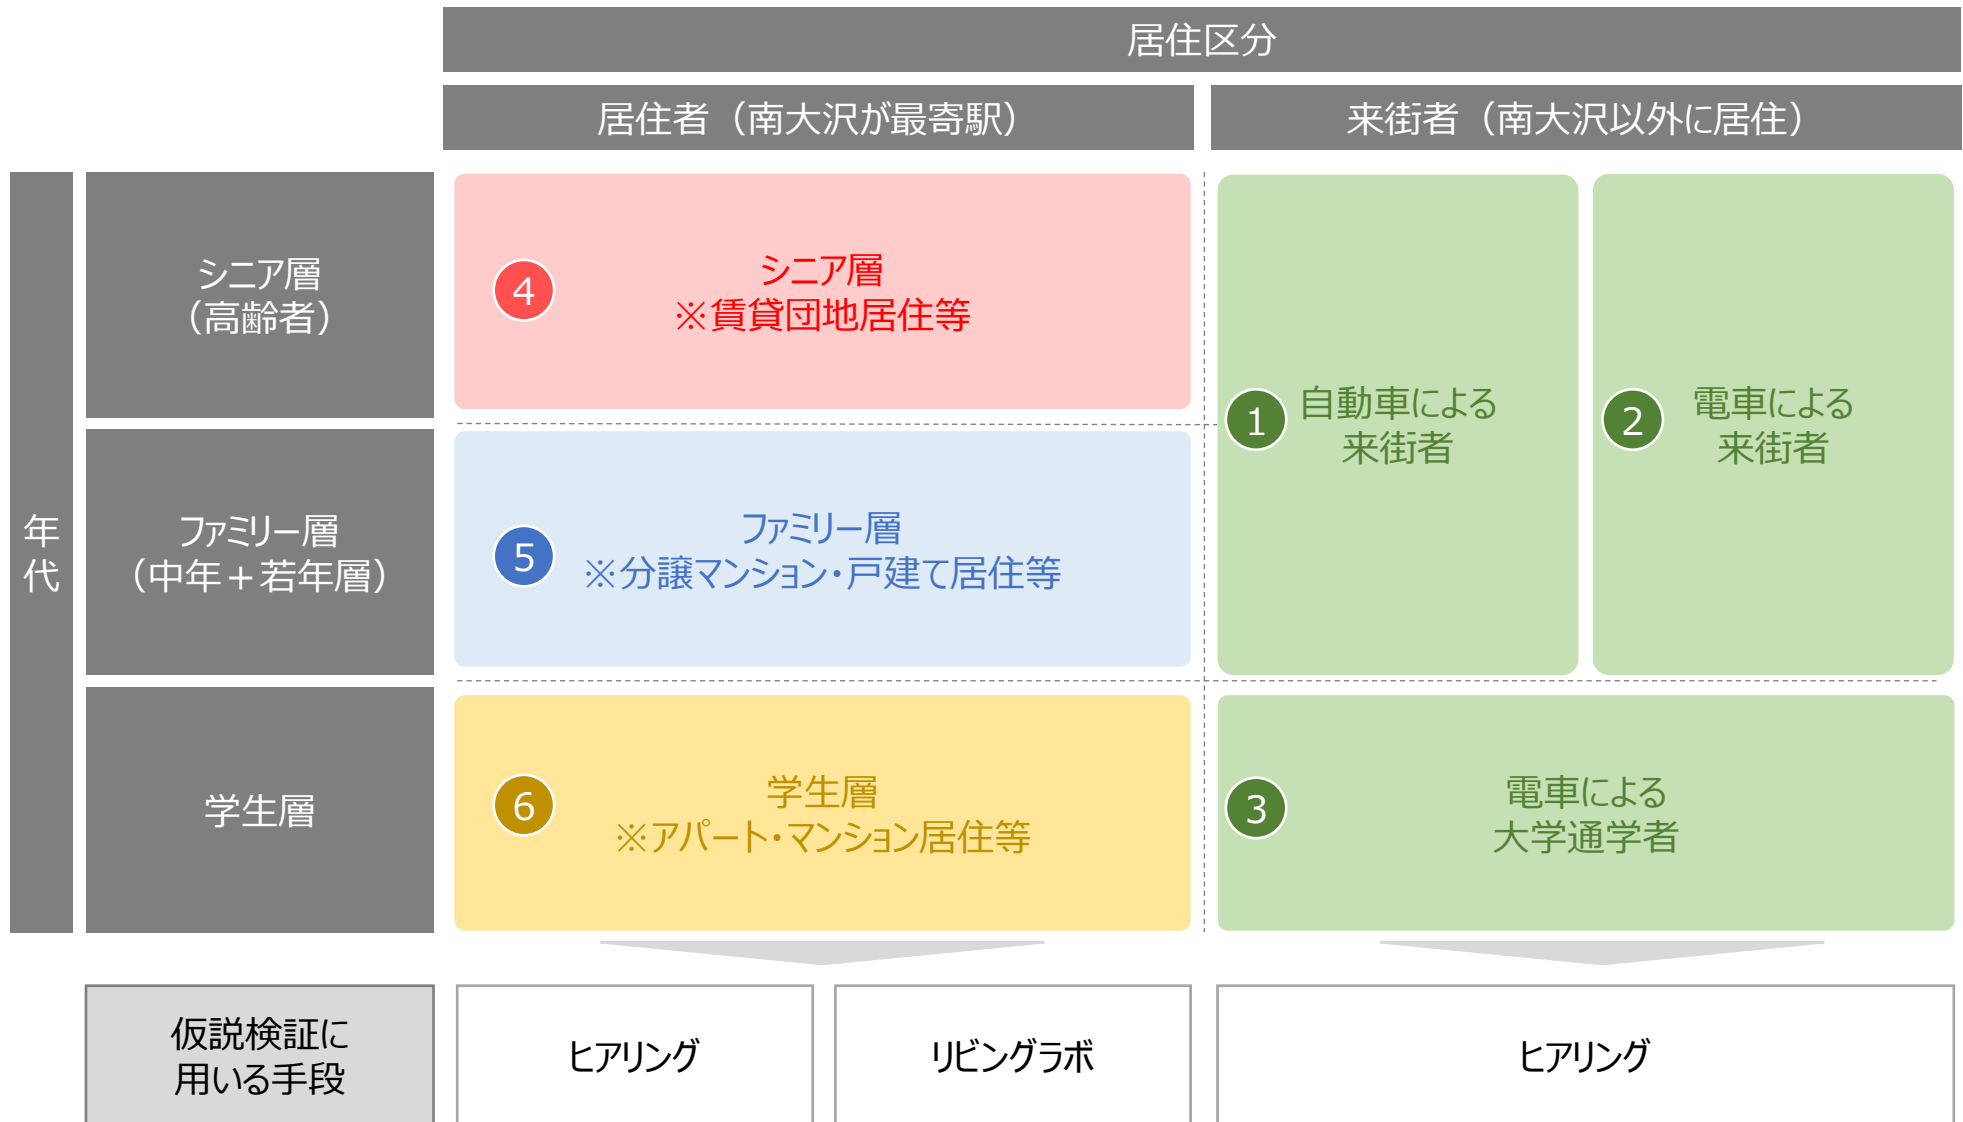 居住区分
居住者（南大沢が最寄駅）
来街者（南大沢以外に居住）
年
代
シニア層
（高齢者）
4
シニア層
※賃貸団地居住等
1
自動車による
来街者
2
電車による
来街者
ファミリー層
（中年＋若年層）
5
ファミリー層
※分譲マンション・戸建て居住等
学生層
6
学生層
※アパート・マンション居住等
3
電車による
大学通学者
仮説検証に
用いる手段
ヒアリング
リビングラボ
ヒアリング